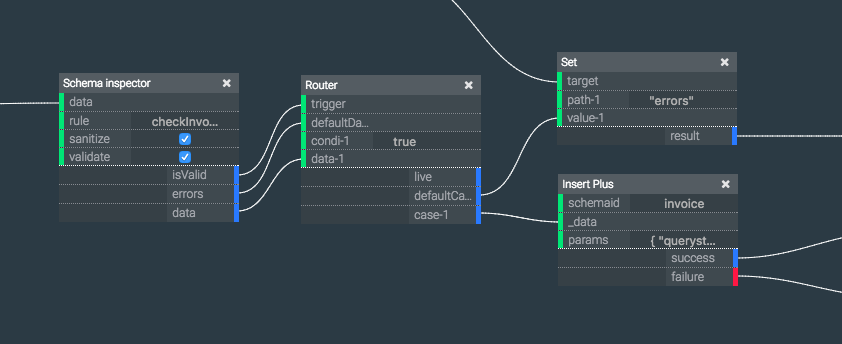 Schema inspector
data
rule checkInvo...
sanitize
validate
isValid
errors
data
Router
trigger
defaultDa...
condi-1 true
data-1
live
defaultCa...
case-1
Set
target
path-1 "errors"
value-1
result
Insert Plus
schemaid invoice
_data
params { "queryst...
success
failure